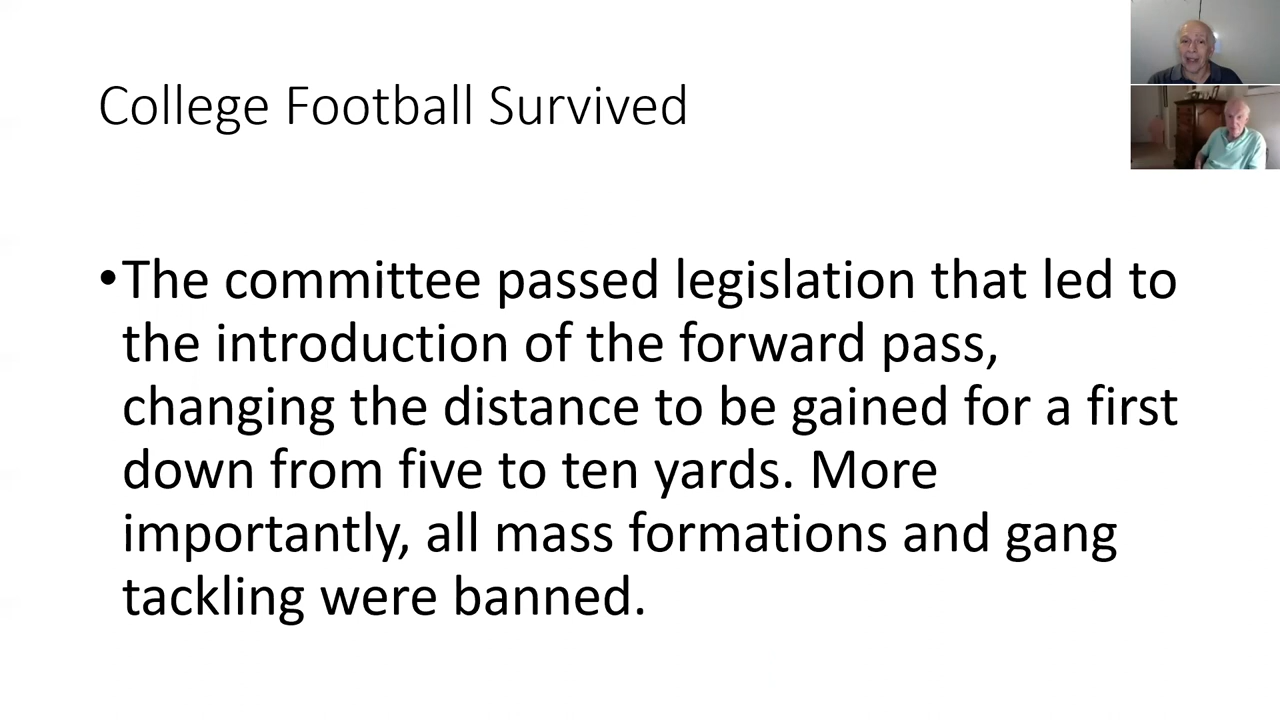 College Football Survived
•The committee passed legislation that led to
the introduction of the forward pass,
changing the distance to be gained for a first
down from five to ten yards. More
importantly, all mass formations and gang
tackling were banned.